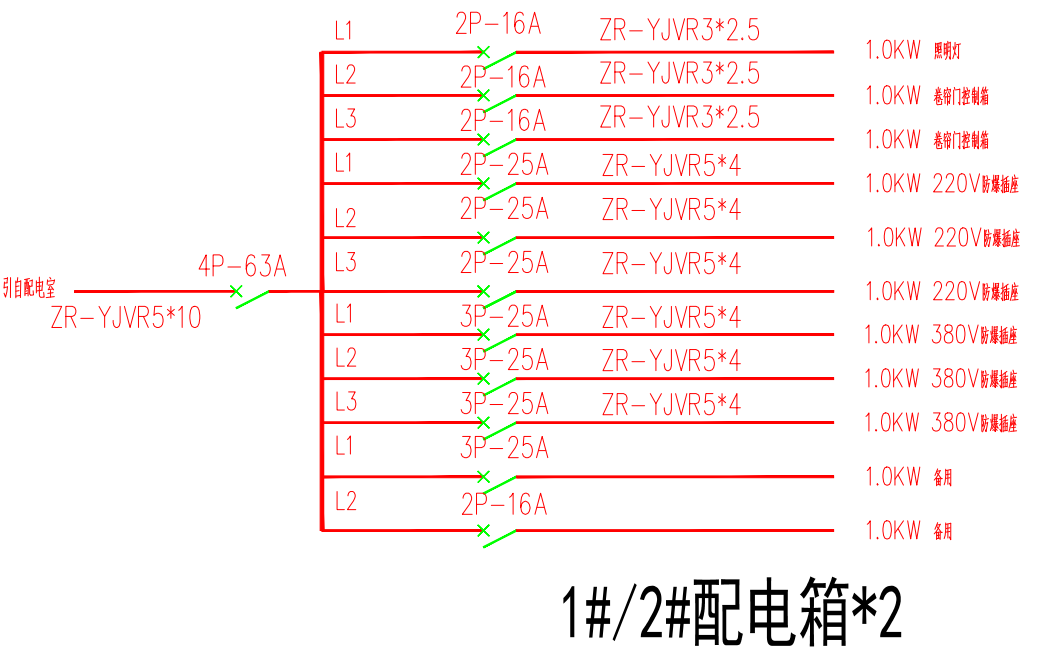 L1 2P-16A ZR-YJVR3*2.5 1.0KW 照明灯
L2 2P-16A ZR-YJVR3*2.5 1.0KW 卷帘门控制箱
L3 2P-16A ZR-YJVR3*2.5 1.0KW 卷帘门控制箱
L1 2P-25A ZR-YJVR5*4 1.0KW 220V防爆插座
L2 2P-25A ZR-YJVR5*4 1.0KW 220V防爆插座
L3 2P-25A ZR-YJVR5*4 1.0KW 220V防爆插座
引自配电室 4P-63A
ZR-YJVR5*10
L1 3P-25A ZR-YJVR5*4 1.0KW 380V防爆插座
L2 3P-25A ZR-YJVR5*4 1.0KW 380V防爆插座
L3 3P-25A ZR-YJVR5*4 1.0KW 380V防爆插座
L1 3P-25A 1.0KW 备用
L2 2P-16A 1.0KW 备用
1#/2#配电箱*2